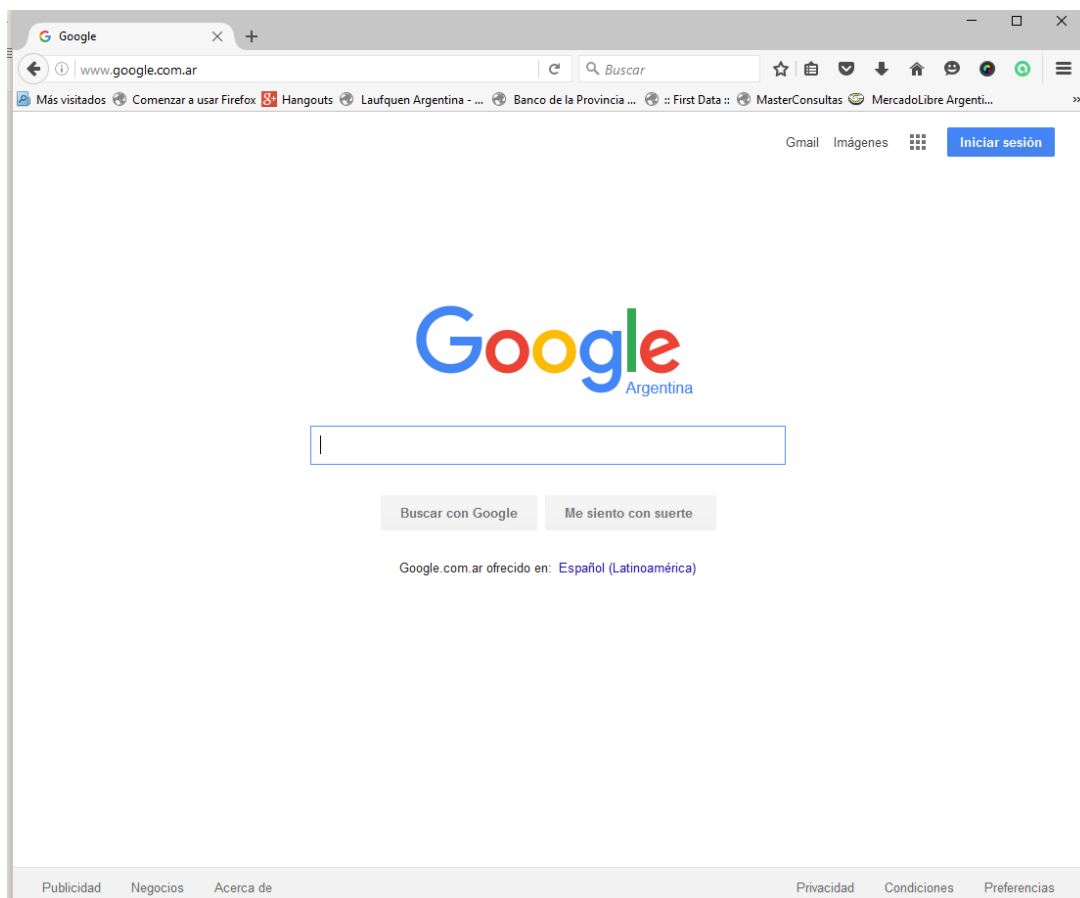 Google
www.google.com.ar
Buscar
Más visitados Comenzar a usar Firefox Hangouts Laufquen Argentina - ... Banco de la Provincia ... :: First Data :: MasterConsultas MercadoLibre Argenti... »
Gmail Imágenes Iniciar sesión
Google
Argentina
Buscar con Google Me siento con suerte
Google.com.ar ofrecido en: Español (Latinoamérica)
Publicidad Negocios Acerca de Privacidad Condiciones Preferencias